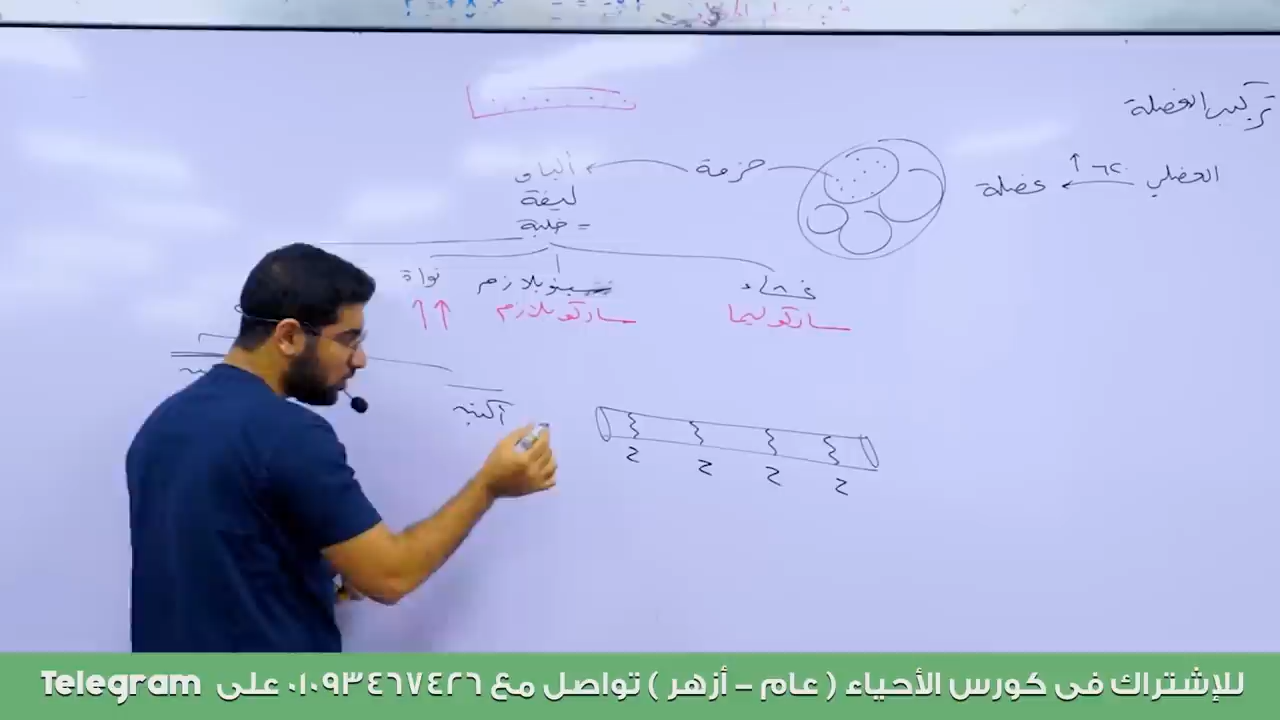 تركيب العضلة
العضلي ← ٦٢٠ ↑ عضلة
حزمة ← ألياف
ليفة
= خلية
غشاء
سيتوبلازم
نواة
ساركوليما
ساركوبلازم
↑↑
أكتين
Z Z Z Z
للإشتراك فى كورس الأحياء ( عام – أزهر ) تواصل مع ٠١٠٩٣٤٦٧٤٢٦ على Telegram